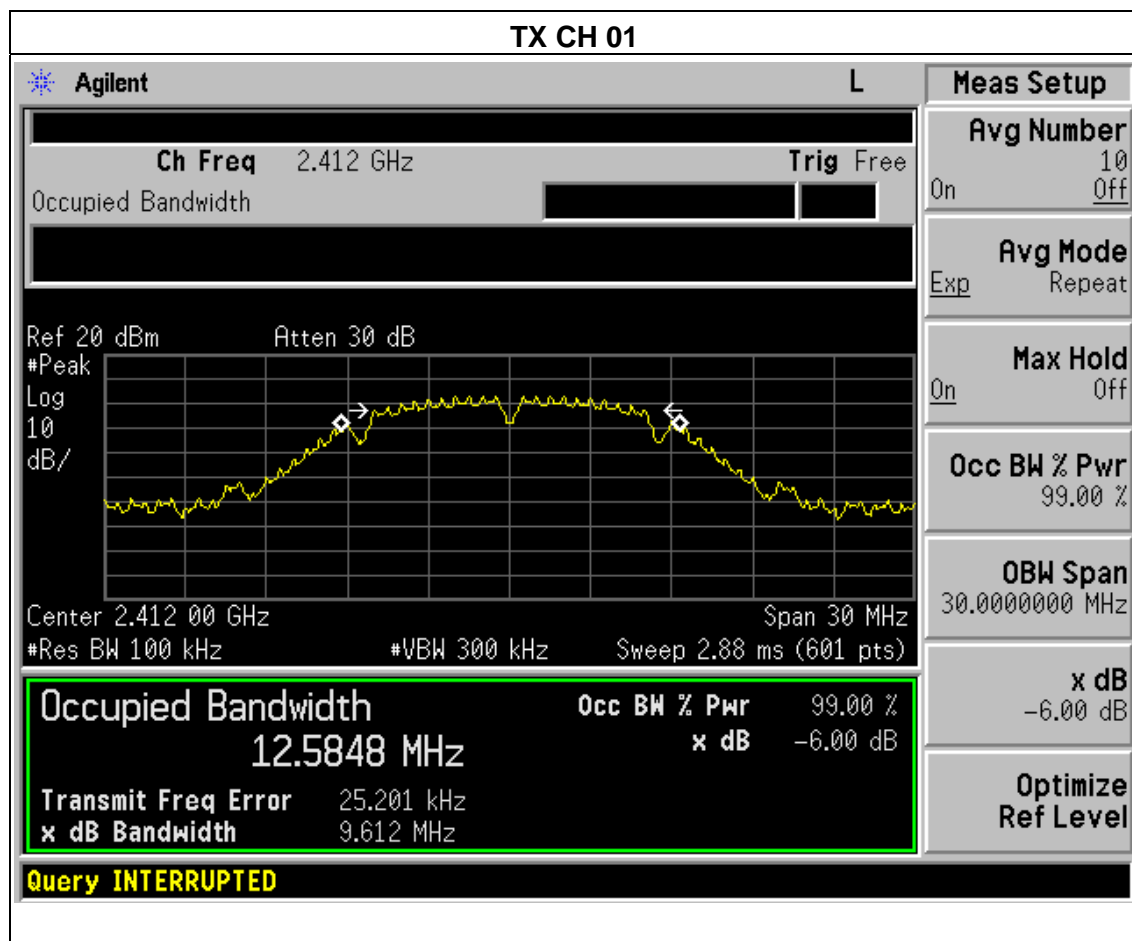 TX CH 01
Agilent L
Ch Freq 2.412 GHz Trig Free
Occupied Bandwidth
Ref 20 dBm Atten 30 dB
#Peak
Log
10
dB/
Center 2.412 00 GHz Span 30 MHz
#Res BW 100 kHz #VBW 300 kHz Sweep 2.88 ms (601 pts)
Occupied Bandwidth Occ BW % Pwr 99.00 %
12.5848 MHz x dB -6.00 dB
Transmit Freq Error 25.201 kHz
x dB Bandwidth 9.612 MHz
Query INTERRUPTED
Meas Setup
Avg Number
10
On Off
Avg Mode
Exp Repeat
Max Hold
On Off
Occ BW % Pwr
99.00 %
OBW Span
30.0000000 MHz
x dB
-6.00 dB
Optimize
Ref Level